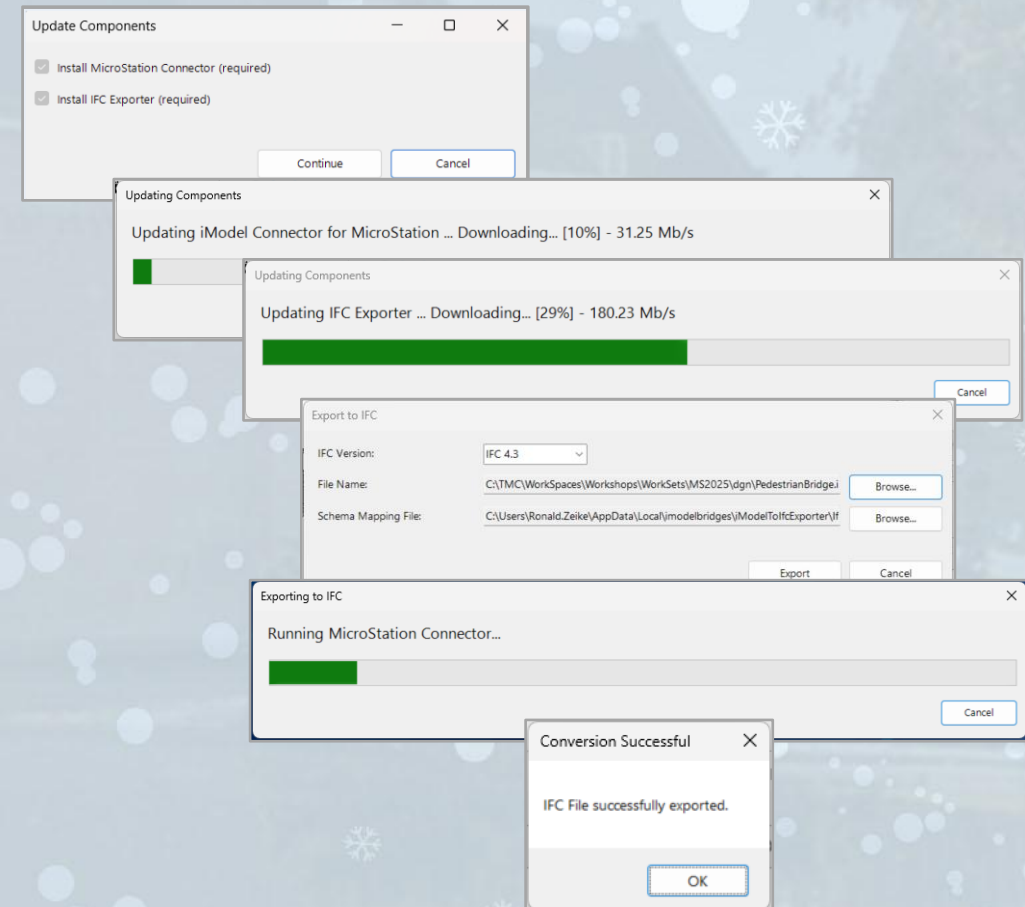 Update Components
Install MicroStation Connector (required)
Install IFC Exporter (required)
Continue Cancel
Updating Components
Updating iModel Connector for MicroStation ... Downloading... [10%] - 31.25 Mb/s
Updating Components
Updating IFC Exporter ... Downloading... [29%] - 180.23 Mb/s
Cancel
Export to IFC
IFC Version: IFC 4.3
File Name: C:\TMC\WorkSpaces\Workshops\WorkSets\MS2025\dgn\PedestrianBridge.i Browse...
Schema Mapping File: C:\Users\Ronald.Zeike\AppData\Local\imodelbridges\iModelToIfcExporter\If Browse...
Export Cancel
Exporting to IFC
Running MicroStation Connector...
Cancel
Conversion Successful
IFC File successfully exported.
OK